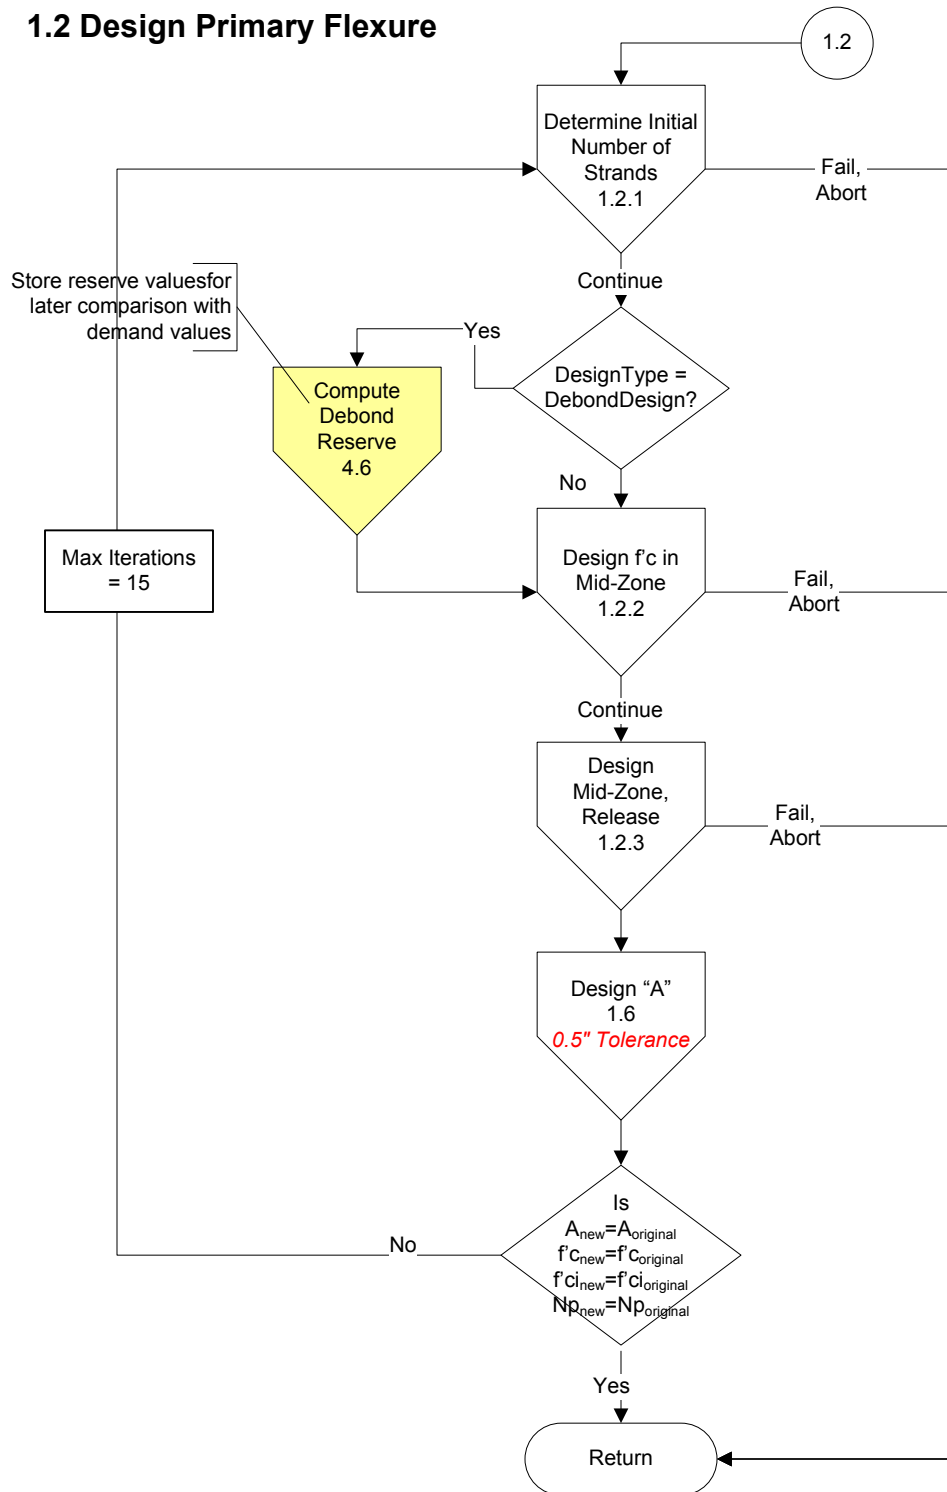 1.2 Design Primary Flexure
1.2
Determine Initial
Number of
Strands
1.2.1
Fail,
Abort
Continue
Store reserve valuesfor
later comparison with
demand values
Yes
DesignType =
DebondDesign?
Compute
Debond
Reserve
4.6
No
Design f'c in
Mid-Zone
1.2.2
Fail,
Abort
Max Iterations
= 15
Continue
Design
Mid-Zone,
Release
1.2.3
Fail,
Abort
Design “A”
1.6
0.5" Tolerance
Is
Anew=Aoriginal
f'cnew=f'coriginal
f'cinew=f'cioriginal
Npnew=Nporiginal
No
Yes
Return